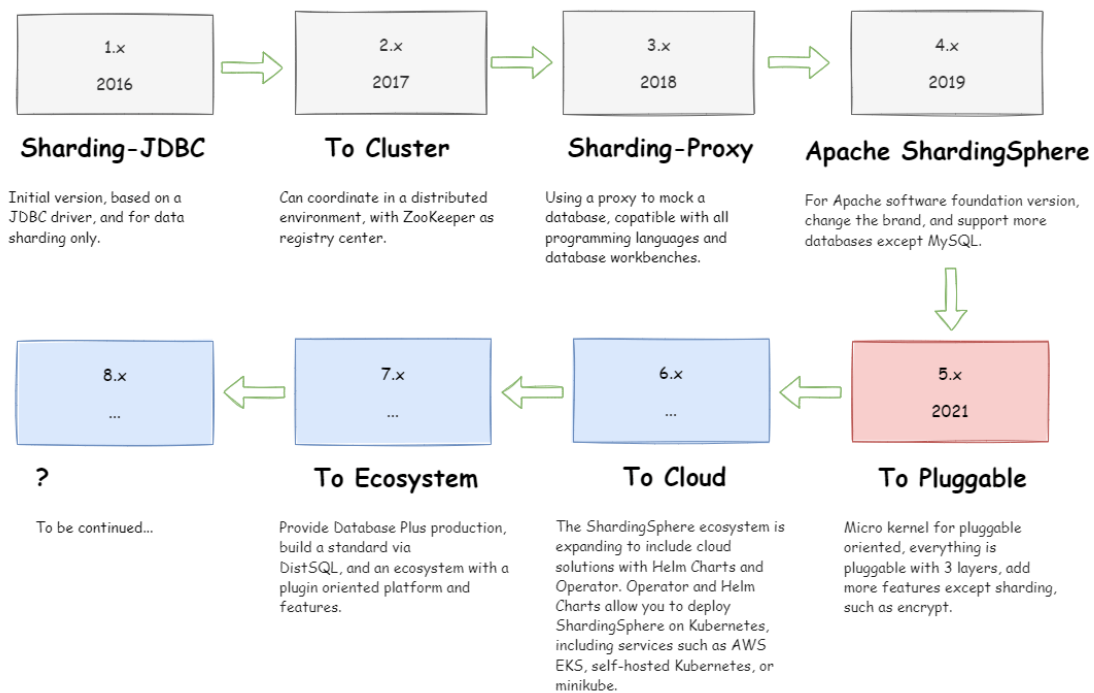 1.x
2016
Sharding-JDBC
Initial version, based on a
JDBC driver, and for data
sharding only.
2.x
2017
To Cluster
Can coordinate in a distributed
environment, with ZooKeeper as
registry center.
3.x
2018
Sharding-Proxy
Using a proxy to mock a
database, copatible with all
programming languages and
database workbenches.
4.x
2019
Apache ShardingSphere
For Apache software foundation version,
change the brand, and support more
databases except MySQL.
5.x
2021
To Pluggable
Micro kernel for pluggable
oriented, everything is
pluggable with 3 layers, add
more features except sharding,
such as encrypt.
6.x
...
To Cloud
The ShardingSphere ecosystem is
expanding to include cloud
solutions with Helm Charts and
Operator. Operator and Helm
Charts allow you to deploy
ShardingSphere on Kubernetes,
including services such as AWS
EKS, self-hosted Kubernetes, or
minikube.
7.x
...
To Ecosystem
Provide Database Plus production,
build a standard via
DistSQL, and an ecosystem with a
plugin oriented platform and
features.
8.x
...
?
To be continued...